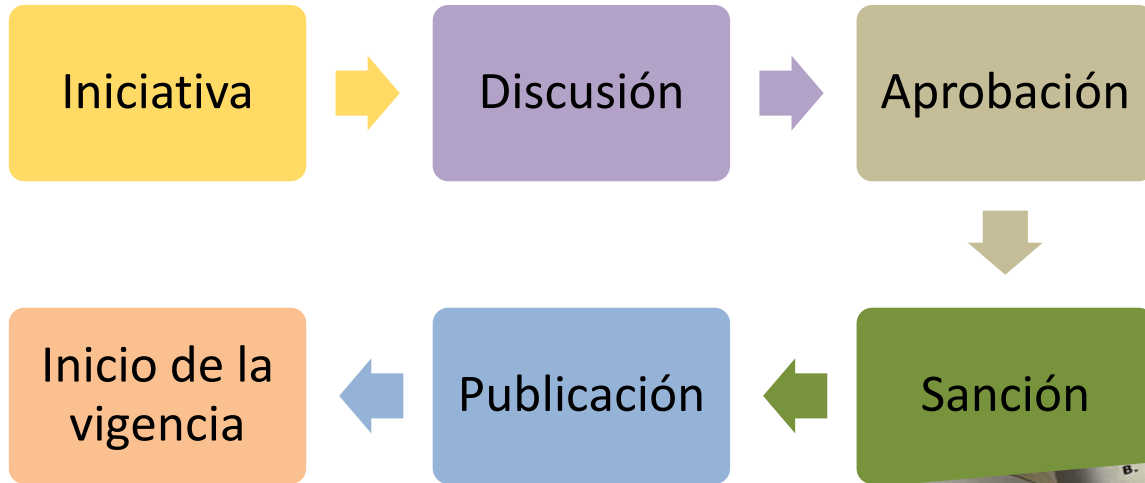 Iniciativa
Discusión
Aprobación
Sanción
Publicación
Inicio de la
vigencia
B.